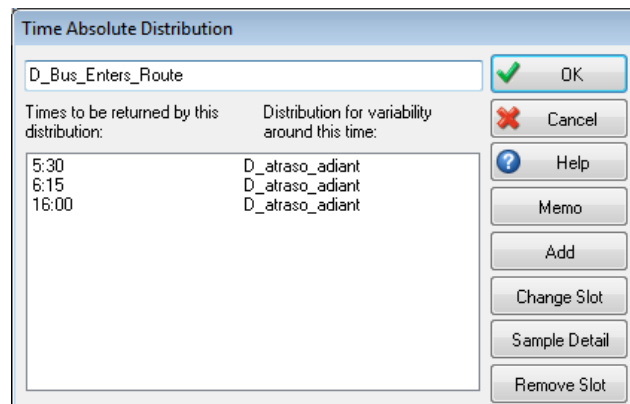 Time Absolute Distribution
D_Bus_Enters_Route
OK
Times to be returned by this
distribution:
Distribution for variability
around this time:
Cancel
5:30 D_atraso_adiant
6:15 D_atraso_adiant
16:00 D_atraso_adiant
Help
Memo
Add
Change Slot
Sample Detail
Remove Slot